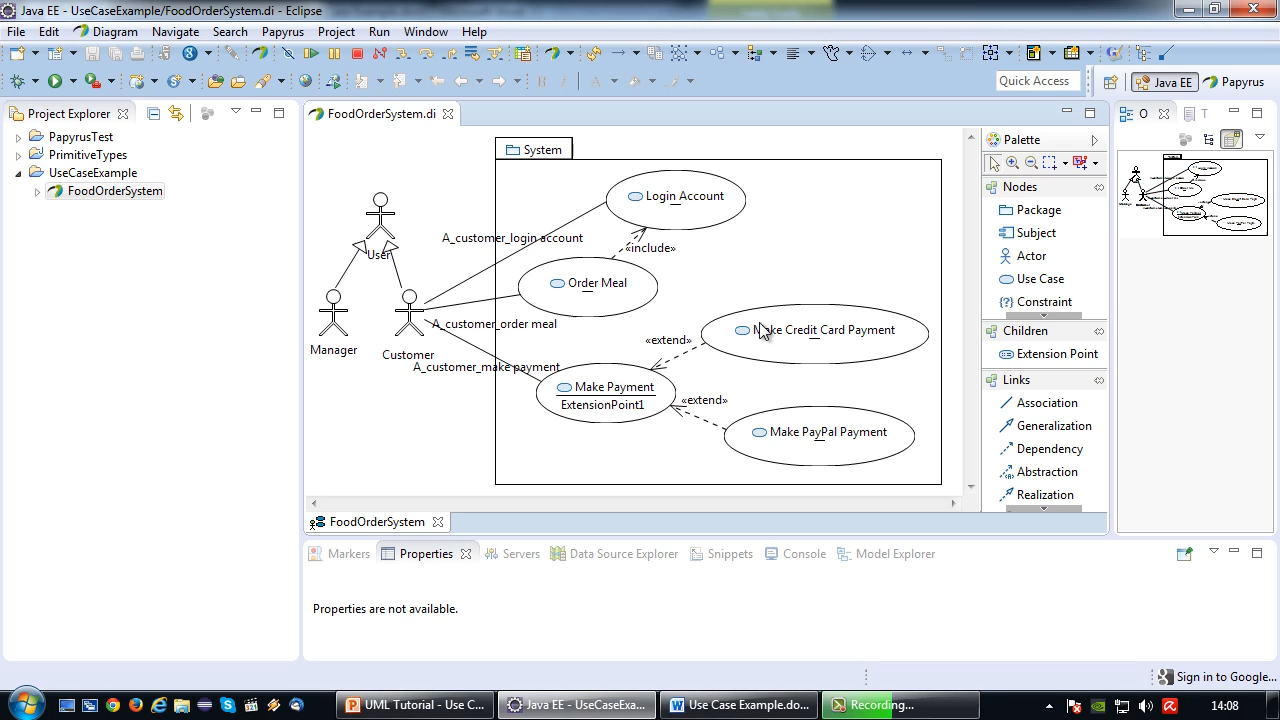 Java EE - UseCaseExample/FoodOrderSystem.di - Eclipse
File Edit Diagram Navigate Search Papyrus Project Run Window Help
Quick Access
Java EE
Papyrus
Project Explorer
PapyrusTest
PrimitiveTypes
UseCaseExample
FoodOrderSystem
FoodOrderSystem.di
System
Login Account
A_customer_login account
«include»
User
Order Meal
A_customer_order meal
Manager
Customer
Make Credit Card Payment
«extend»
A_customer_make payment
Make Payment
ExtensionPoint1
«extend»
Make PayPal Payment
FoodOrderSystem
Palette
Nodes
Package
Subject
Actor
Use Case
{?} Constraint
Children
Extension Point
Links
Association
Generalization
Dependency
Abstraction
Realization
O
T
Markers Properties Servers Data Source Explorer Snippets Console Model Explorer
Properties are not available.
Sign in to Google...
UML Tutorial - Use C...
Java EE - UseCaseExa...
Use Case Example.do...
Recording...
14:08